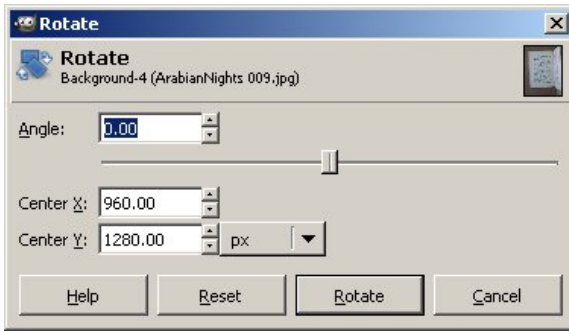 Rotate
Rotate
Background-4 (ArabianNights 009.jpg)
Angle: 0.00
Center X: 960.00
Center Y: 1280.00 px
Help Reset Rotate Cancel